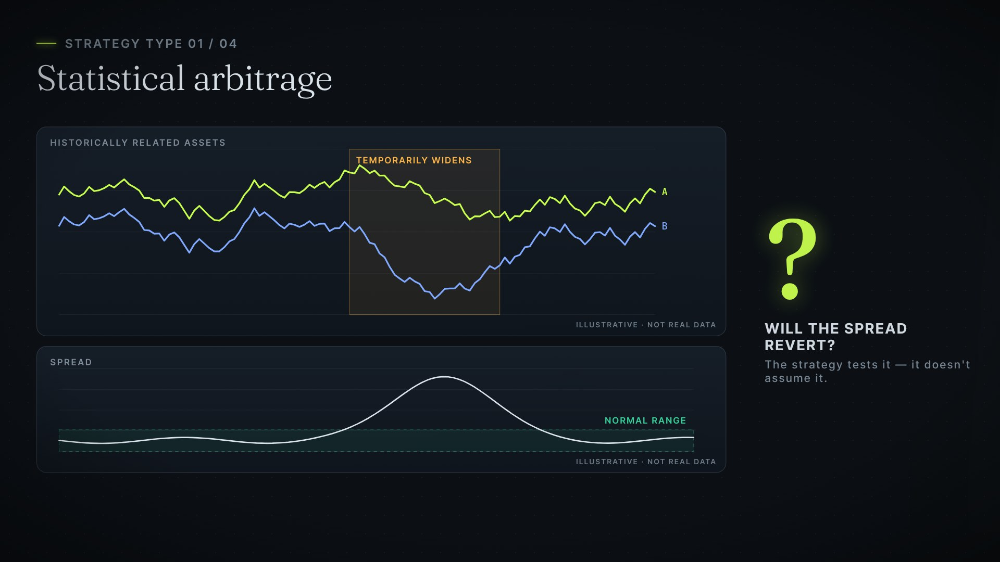 STRATEGY TYPE 01 / 04
Statistical arbitrage
HISTORICALLY RELATED ASSETS
TEMPORARILY WIDENS
A
B
ILLUSTRATIVE · NOT REAL DATA
SPREAD
NORMAL RANGE
ILLUSTRATIVE · NOT REAL DATA
?
WILL THE SPREAD
REVERT?
The strategy tests it — it doesn't
assume it.